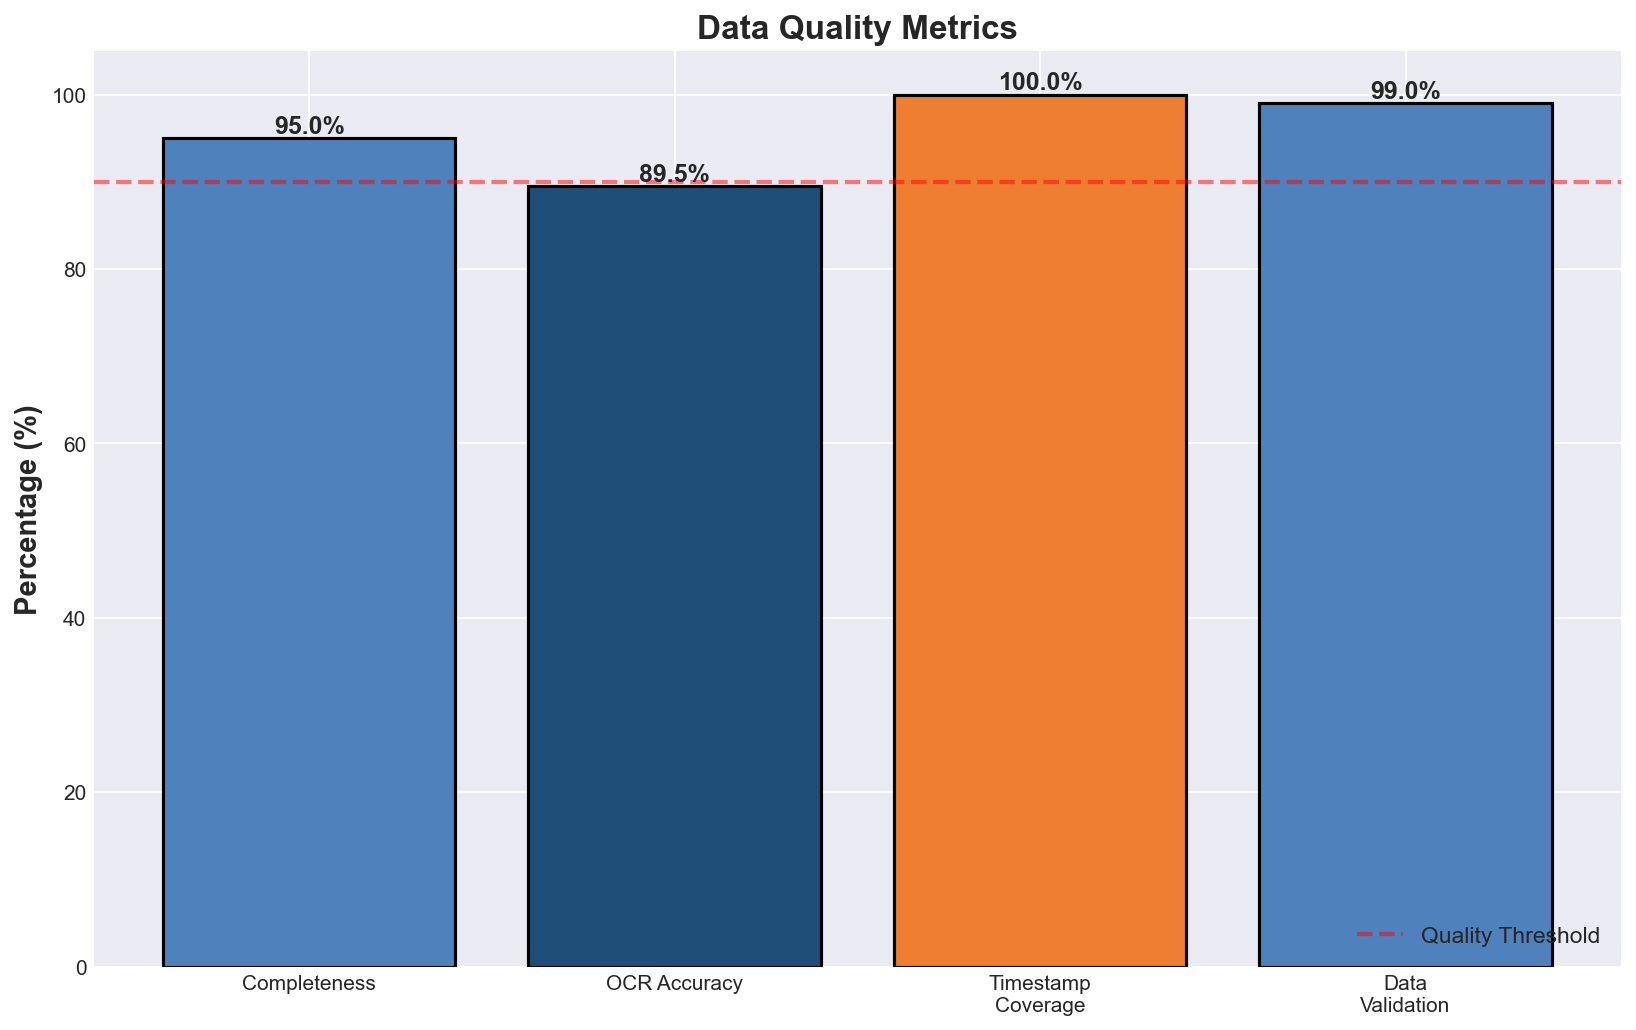 Data Quality Metrics
Percentage (%)
100
80
60
40
20
0
95.0%
89.5%
100.0%
99.0%
Quality Threshold
Completeness
OCR Accuracy
Timestamp
Coverage
Data
Validation